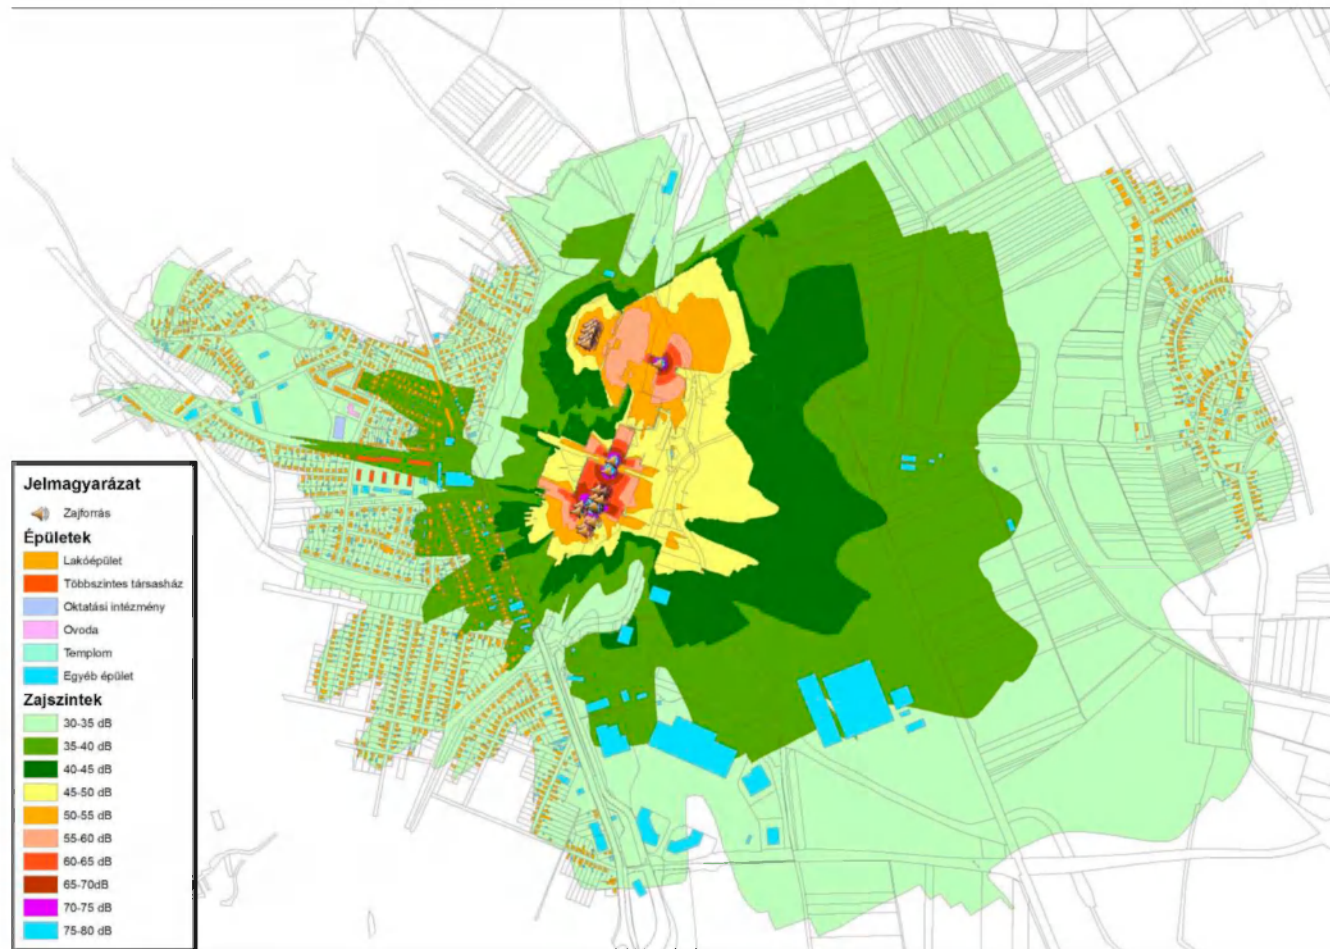 Jelmagyarázat
Zajforrás
Épületek
Lakóépület
Többszintes társasház
Oktatási intézmény
Ovoda
Templom
Egyéb épület
Zajszintek
30-35 dB
35-40 dB
40-45 dB
45-50 dB
50-55 dB
55-60 dB
60-65 dB
65-70dB
70-75 dB
75-80 dB